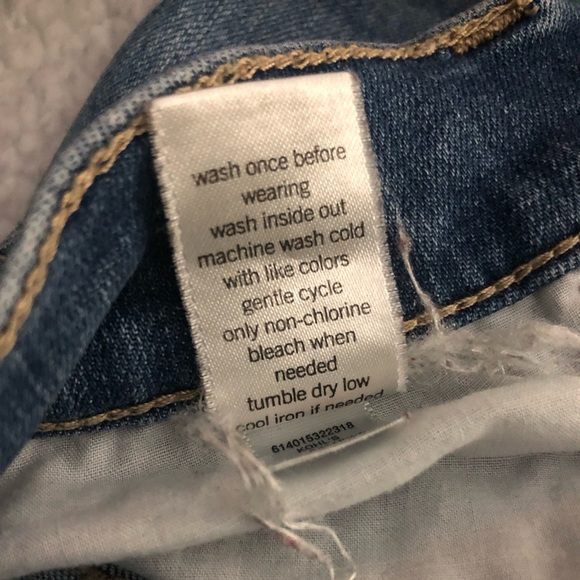 wash once before
wearing
wash inside out
machine wash cold
with like colors
gentle cycle
only non-chlorine
bleach when
needed
tumble dry low
cool iron if needed
614015322318
KOHL'S